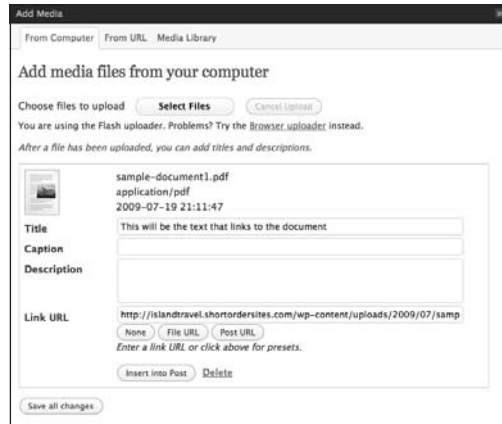 Add Media
From Computer From URL Media Library
Add media files from your computer
Choose files to upload Select Files Cancel Upload
You are using the Flash uploader. Problems? Try the Browser uploader instead.
After a file has been uploaded, you can add titles and descriptions.
sample-document1.pdf
application/pdf
2009-07-19 21:11:47
Title This will be the text that links to the document
Caption
Description
Link URL http://islandtravel.shortordersites.com/wp-content/uploads/2009/07/samp
None File URL Post URL
Enter a link URL or click above for presets.
Insert into Post Delete
Save all changes